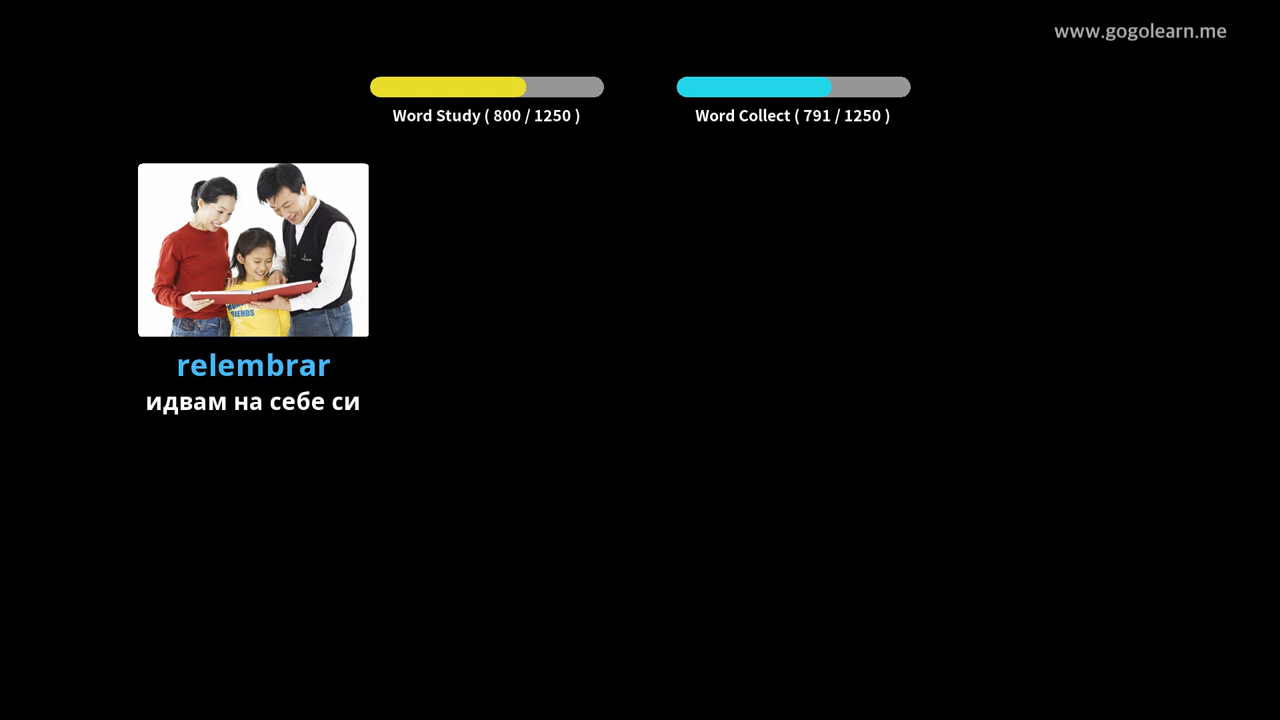 www.gogolearn.me
Word Study ( 800 / 1250 )
Word Collect ( 791 / 1250 )
relembrar
идвам на себе си